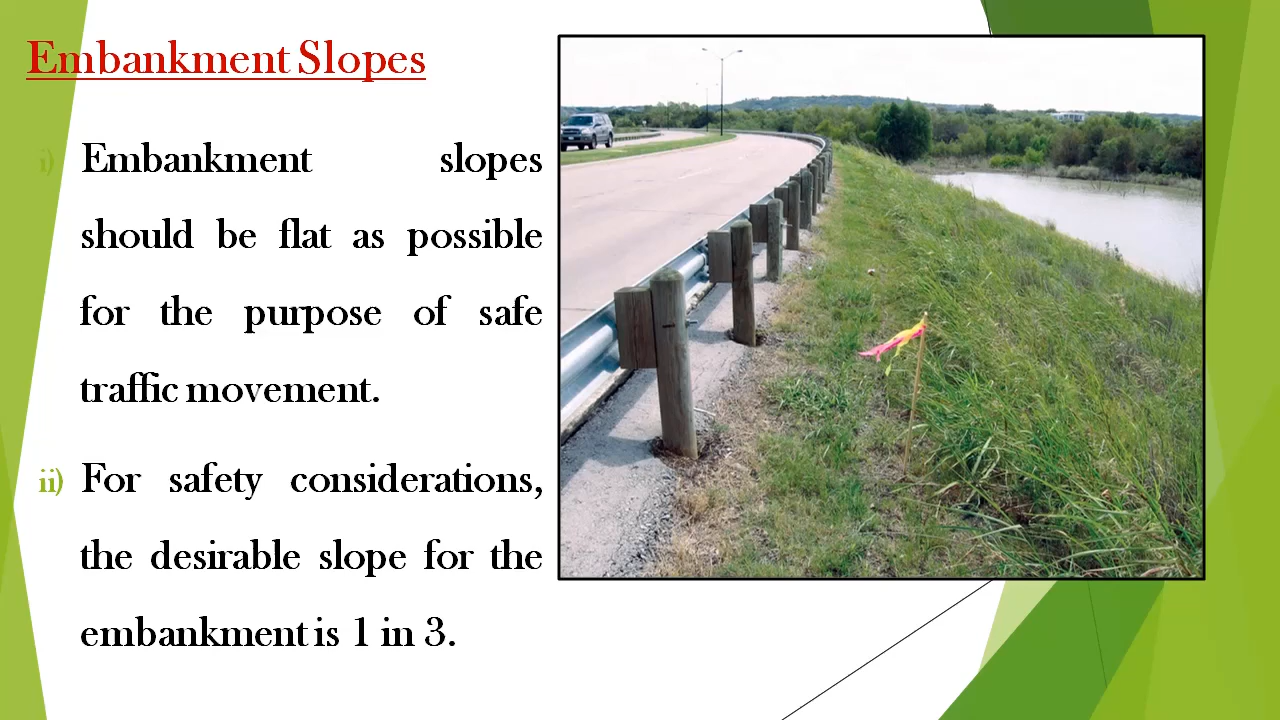 Embankment Slopes
i) Embankment slopes
should be flat as possible
for the purpose of safe
traffic movement.
ii) For safety considerations,
the desirable slope for the
embankment is 1 in 3.